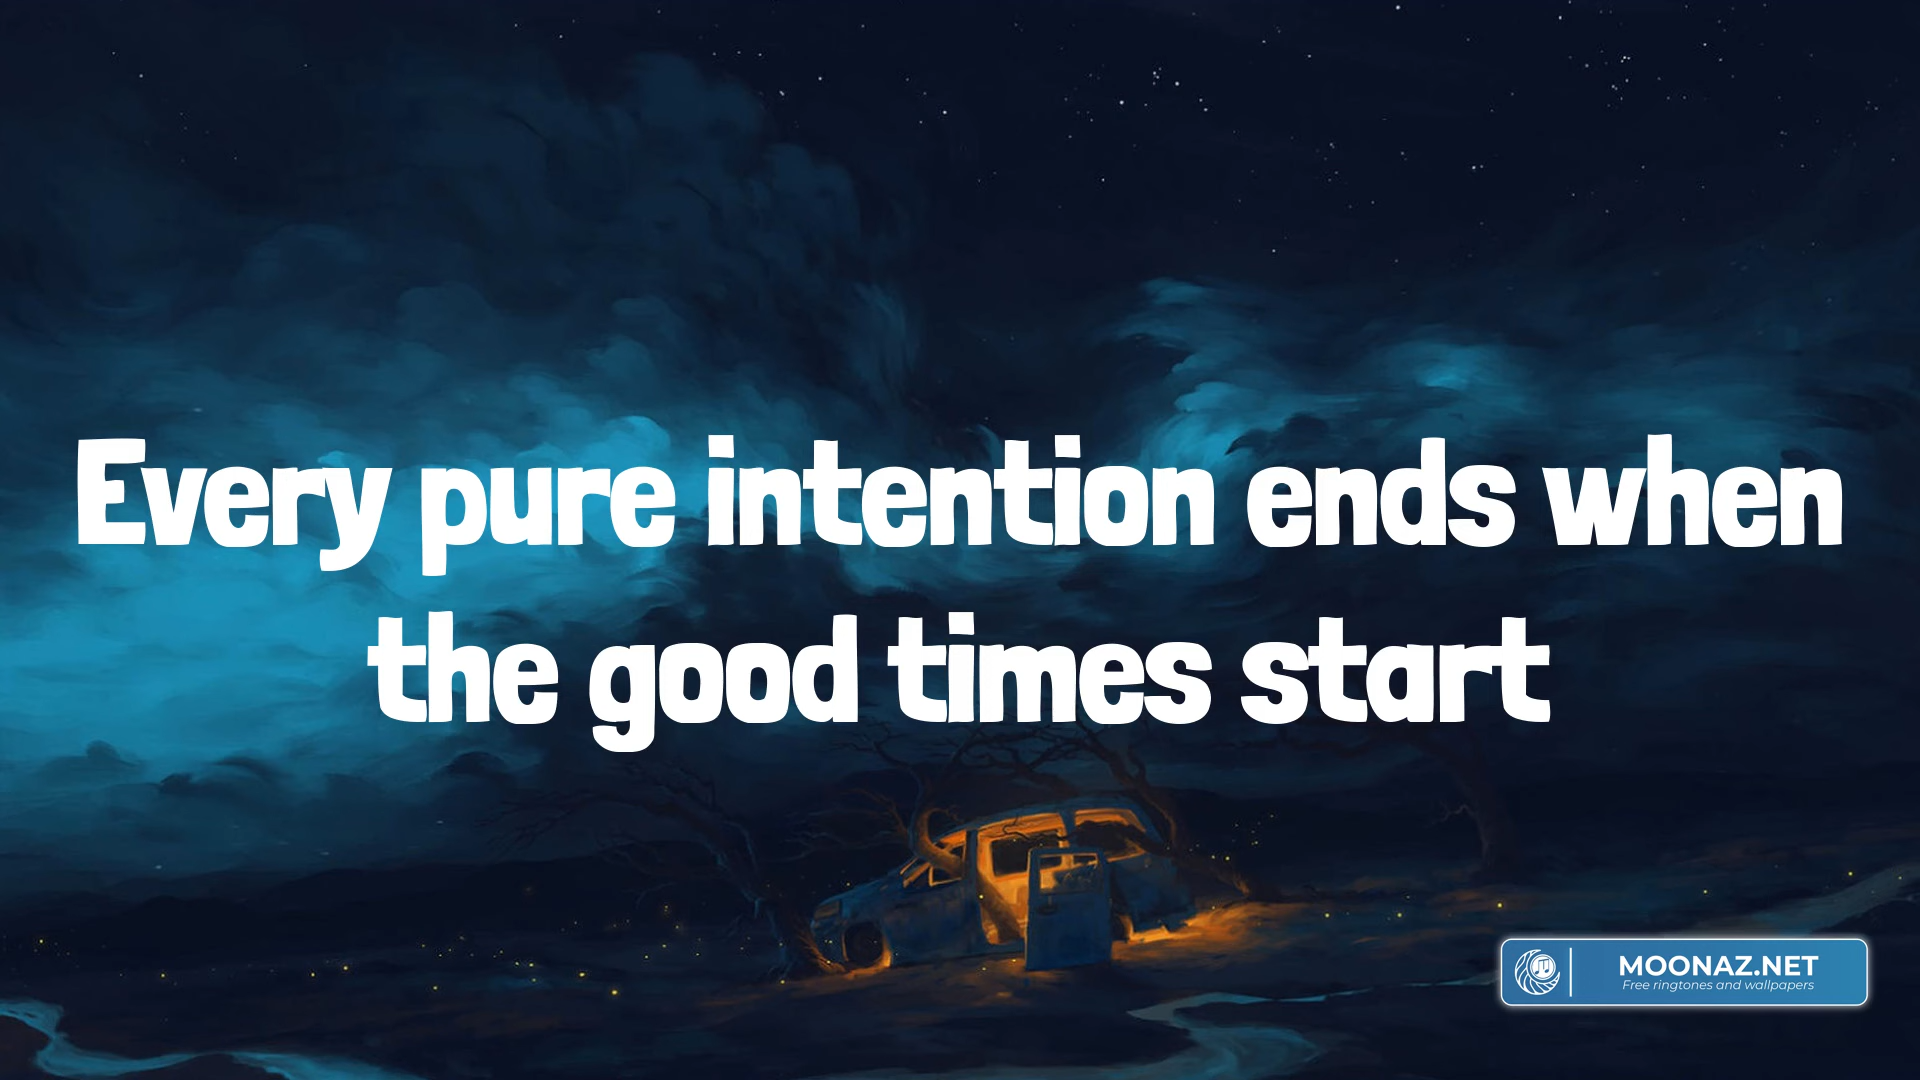 Every pure intention ends when
the good times start
MOONAZ.NET
Free ringtones and wallpapers